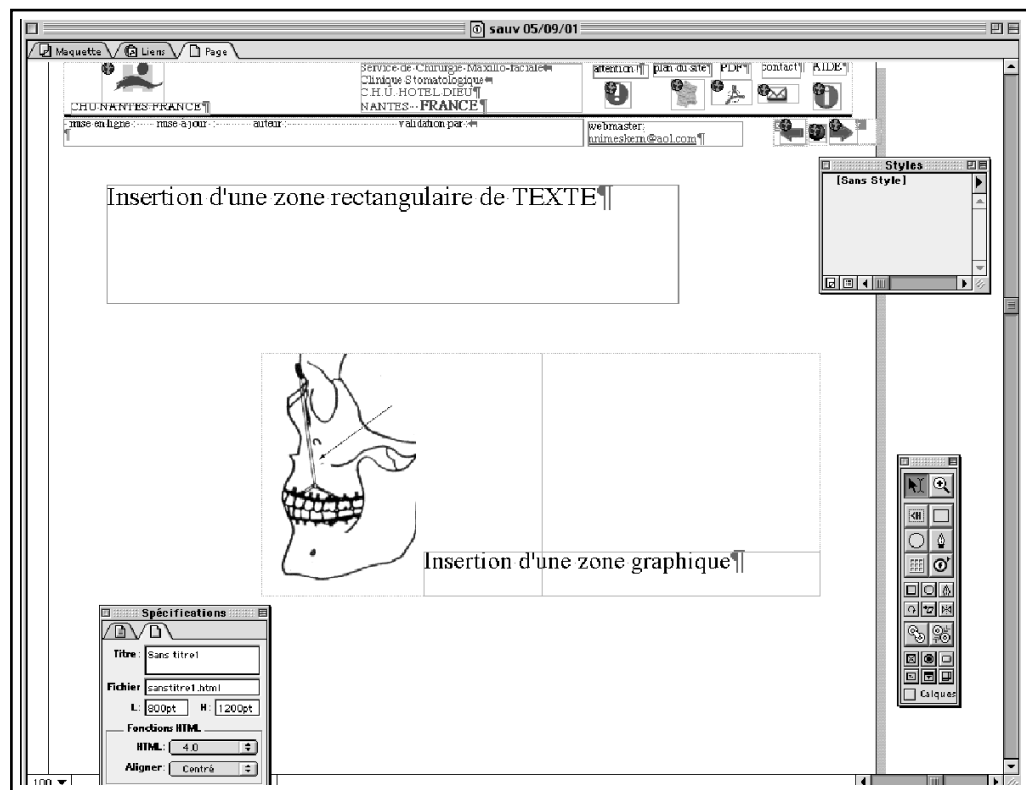 sauv 05/09/01
Maquette Liens Page
Service·de·Chirurgie·Maxillo-faciale
Clinique Stomatologique
C.H.U. HOTEL DIEU¶
NANTES·-·FRANCE¶
CHU·NANTES·FRANCE¶
attention·¶ plan·du·site¶ PDF¶ contact¶ AIDE¶
mise·en·ligne·: mise·à·jour·: auteur·: validation·par·:
¶
webmaster:
nnimeskern@aol.com¶
Styles
[Sans Style]
Insertion·d'une·zone·rectangulaire·de·TEXTE¶
Insertion·d'une·zone·graphique¶
Spécifications
Titre: Sans titre1
Fichier sanstitre1.html
L: 800pt H: 1200pt
Fonctions HTML
HTML: 4.0
Aligner: Centré
Calques
100